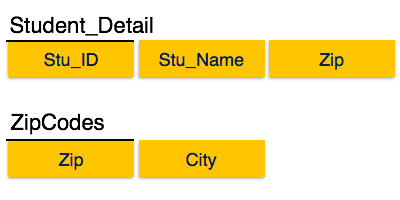 Student_Detail
Stu_ID Stu_Name Zip
ZipCodes
Zip City